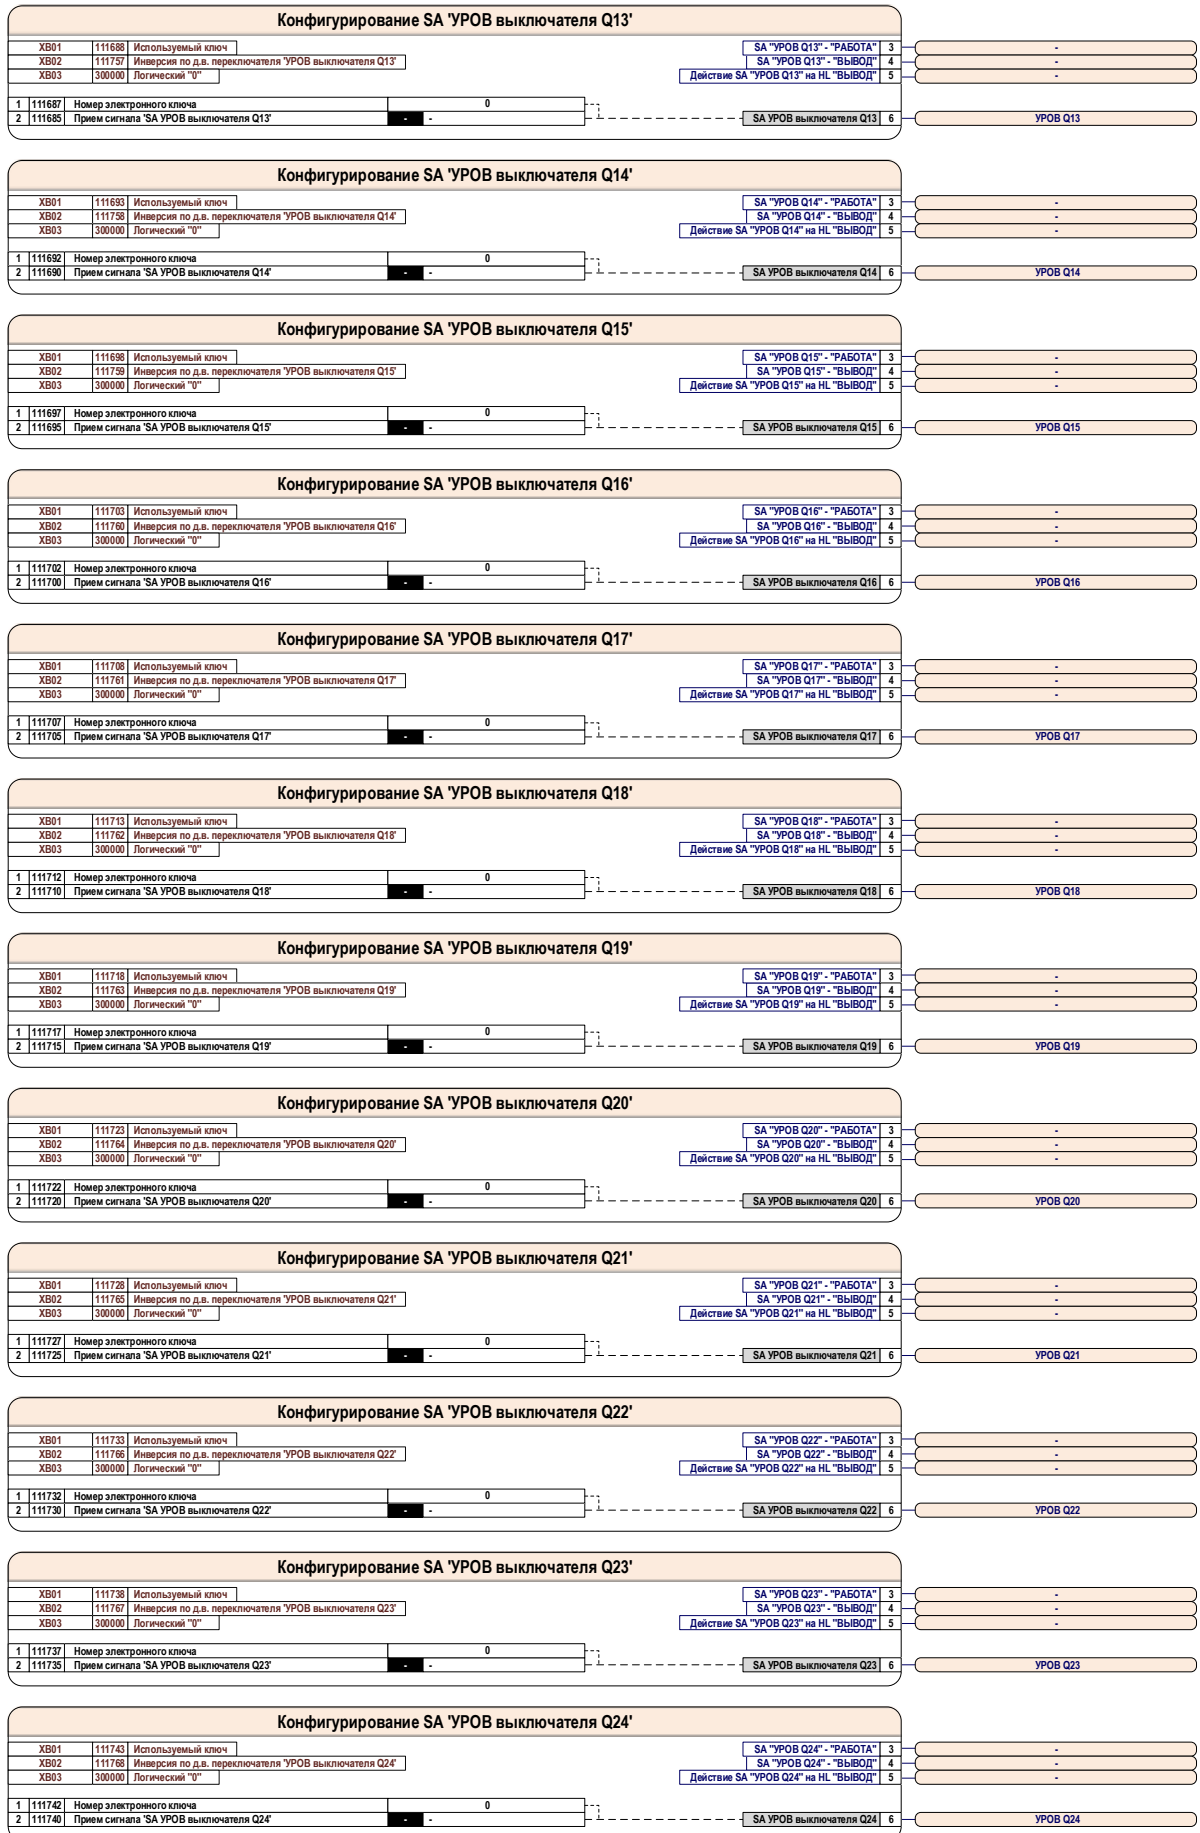 Конфигурирование SA 'УРОВ выключателя Q13'
XB01 111688 Используемый ключ SA "УРОВ Q13" - "РАБОТА" 3 -
XB02 111757 Инверсия по д.в. переключателя 'УРОВ выключателя Q13' SA "УРОВ Q13" - "ВЫВОД" 4 -
XB03 300000 Логический "0" Действие SA "УРОВ Q13" на HL "ВЫВОД" 5 -
1 111687 Номер электронного ключа 0
2 111685 Прием сигнала 'SA УРОВ выключателя Q13' - - SA УРОВ выключателя Q13 6 УРОВ Q13
Конфигурирование SA 'УРОВ выключателя Q14'
XB01 111693 Используемый ключ SA "УРОВ Q14" - "РАБОТА" 3 -
XB02 111758 Инверсия по д.в. переключателя 'УРОВ выключателя Q14' SA "УРОВ Q14" - "ВЫВОД" 4 -
XB03 300000 Логический "0" Действие SA "УРОВ Q14" на HL "ВЫВОД" 5 -
1 111692 Номер электронного ключа 0
2 111690 Прием сигнала 'SA УРОВ выключателя Q14' - - SA УРОВ выключателя Q14 6 УРОВ Q14
Конфигурирование SA 'УРОВ выключателя Q15'
XB01 111698 Используемый ключ SA "УРОВ Q15" - "РАБОТА" 3 -
XB02 111759 Инверсия по д.в. переключателя 'УРОВ выключателя Q15' SA "УРОВ Q15" - "ВЫВОД" 4 -
XB03 300000 Логический "0" Действие SA "УРОВ Q15" на HL "ВЫВОД" 5 -
1 111697 Номер электронного ключа 0
2 111695 Прием сигнала 'SA УРОВ выключателя Q15' - - SA УРОВ выключателя Q15 6 УРОВ Q15
Конфигурирование SA 'УРОВ выключателя Q16'
XB01 111703 Используемый ключ SA "УРОВ Q16" - "РАБОТА" 3 -
XB02 111760 Инверсия по д.в. переключателя 'УРОВ выключателя Q16' SA "УРОВ Q16" - "ВЫВОД" 4 -
XB03 300000 Логический "0" Действие SA "УРОВ Q16" на HL "ВЫВОД" 5 -
1 111702 Номер электронного ключа 0
2 111700 Прием сигнала 'SA УРОВ выключателя Q16' - - SA УРОВ выключателя Q16 6 УРОВ Q16
Конфигурирование SA 'УРОВ выключателя Q17'
XB01 111708 Используемый ключ SA "УРОВ Q17" - "РАБОТА" 3 -
XB02 111761 Инверсия по д.в. переключателя 'УРОВ выключателя Q17' SA "УРОВ Q17" - "ВЫВОД" 4 -
XB03 300000 Логический "0" Действие SA "УРОВ Q17" на HL "ВЫВОД" 5 -
1 111707 Номер электронного ключа 0
2 111705 Прием сигнала 'SA УРОВ выключателя Q17' - - SA УРОВ выключателя Q17 6 УРОВ Q17
Конфигурирование SA 'УРОВ выключателя Q18'
XB01 111713 Используемый ключ SA "УРОВ Q18" - "РАБОТА" 3 -
XB02 111762 Инверсия по д.в. переключателя 'УРОВ выключателя Q18' SA "УРОВ Q18" - "ВЫВОД" 4 -
XB03 300000 Логический "0" Действие SA "УРОВ Q18" на HL "ВЫВОД" 5 -
1 111712 Номер электронного ключа 0
2 111710 Прием сигнала 'SA УРОВ выключателя Q18' - - SA УРОВ выключателя Q18 6 УРОВ Q18
Конфигурирование SA 'УРОВ выключателя Q19'
XB01 111718 Используемый ключ SA "УРОВ Q19" - "РАБОТА" 3 -
XB02 111763 Инверсия по д.в. переключателя 'УРОВ выключателя Q19' SA "УРОВ Q19" - "ВЫВОД" 4 -
XB03 300000 Логический "0" Действие SA "УРОВ Q19" на HL "ВЫВОД" 5 -
1 111717 Номер электронного ключа 0
2 111715 Прием сигнала 'SA УРОВ выключателя Q19' - - SA УРОВ выключателя Q19 6 УРОВ Q19
Конфигурирование SA 'УРОВ выключателя Q20'
XB01 111723 Используемый ключ SA "УРОВ Q20" - "РАБОТА" 3 -
XB02 111764 Инверсия по д.в. переключателя 'УРОВ выключателя Q20' SA "УРОВ Q20" - "ВЫВОД" 4 -
XB03 300000 Логический "0" Действие SA "УРОВ Q20" на HL "ВЫВОД" 5 -
1 111722 Номер электронного ключа 0
2 111720 Прием сигнала 'SA УРОВ выключателя Q20' - - SA УРОВ выключателя Q20 6 УРОВ Q20
Конфигурирование SA 'УРОВ выключателя Q21'
XB01 111728 Используемый ключ SA "УРОВ Q21" - "РАБОТА" 3 -
XB02 111765 Инверсия по д.в. переключателя 'УРОВ выключателя Q21' SA "УРОВ Q21" - "ВЫВОД" 4 -
XB03 300000 Логический "0" Действие SA "УРОВ Q21" на HL "ВЫВОД" 5 -
1 111727 Номер электронного ключа 0
2 111725 Прием сигнала 'SA УРОВ выключателя Q21' - - SA УРОВ выключателя Q21 6 УРОВ Q21
Конфигурирование SA 'УРОВ выключателя Q22'
XB01 111733 Используемый ключ SA "УРОВ Q22" - "РАБОТА" 3 -
XB02 111766 Инверсия по д.в. переключателя 'УРОВ выключателя Q22' SA "УРОВ Q22" - "ВЫВОД" 4 -
XB03 300000 Логический "0" Действие SA "УРОВ Q22" на HL "ВЫВОД" 5 -
1 111732 Номер электронного ключа 0
2 111730 Прием сигнала 'SA УРОВ выключателя Q22' - - SA УРОВ выключателя Q22 6 УРОВ Q22
Конфигурирование SA 'УРОВ выключателя Q23'
XB01 111738 Используемый ключ SA "УРОВ Q23" - "РАБОТА" 3 -
XB02 111767 Инверсия по д.в. переключателя 'УРОВ выключателя Q23' SA "УРОВ Q23" - "ВЫВОД" 4 -
XB03 300000 Логический "0" Действие SA "УРОВ Q23" на HL "ВЫВОД" 5 -
1 111737 Номер электронного ключа 0
2 111735 Прием сигнала 'SA УРОВ выключателя Q23' - - SA УРОВ выключателя Q23 6 УРОВ Q23
Конфигурирование SA 'УРОВ выключателя Q24'
XB01 111743 Используемый ключ SA "УРОВ Q24" - "РАБОТА" 3 -
XB02 111768 Инверсия по д.в. переключателя 'УРОВ выключателя Q24' SA "УРОВ Q24" - "ВЫВОД" 4 -
XB03 300000 Логический "0" Действие SA "УРОВ Q24" на HL "ВЫВОД" 5 -
1 111742 Номер электронного ключа 0
2 111740 Прием сигнала 'SA УРОВ выключателя Q24' - - SA УРОВ выключателя Q24 6 УРОВ Q24